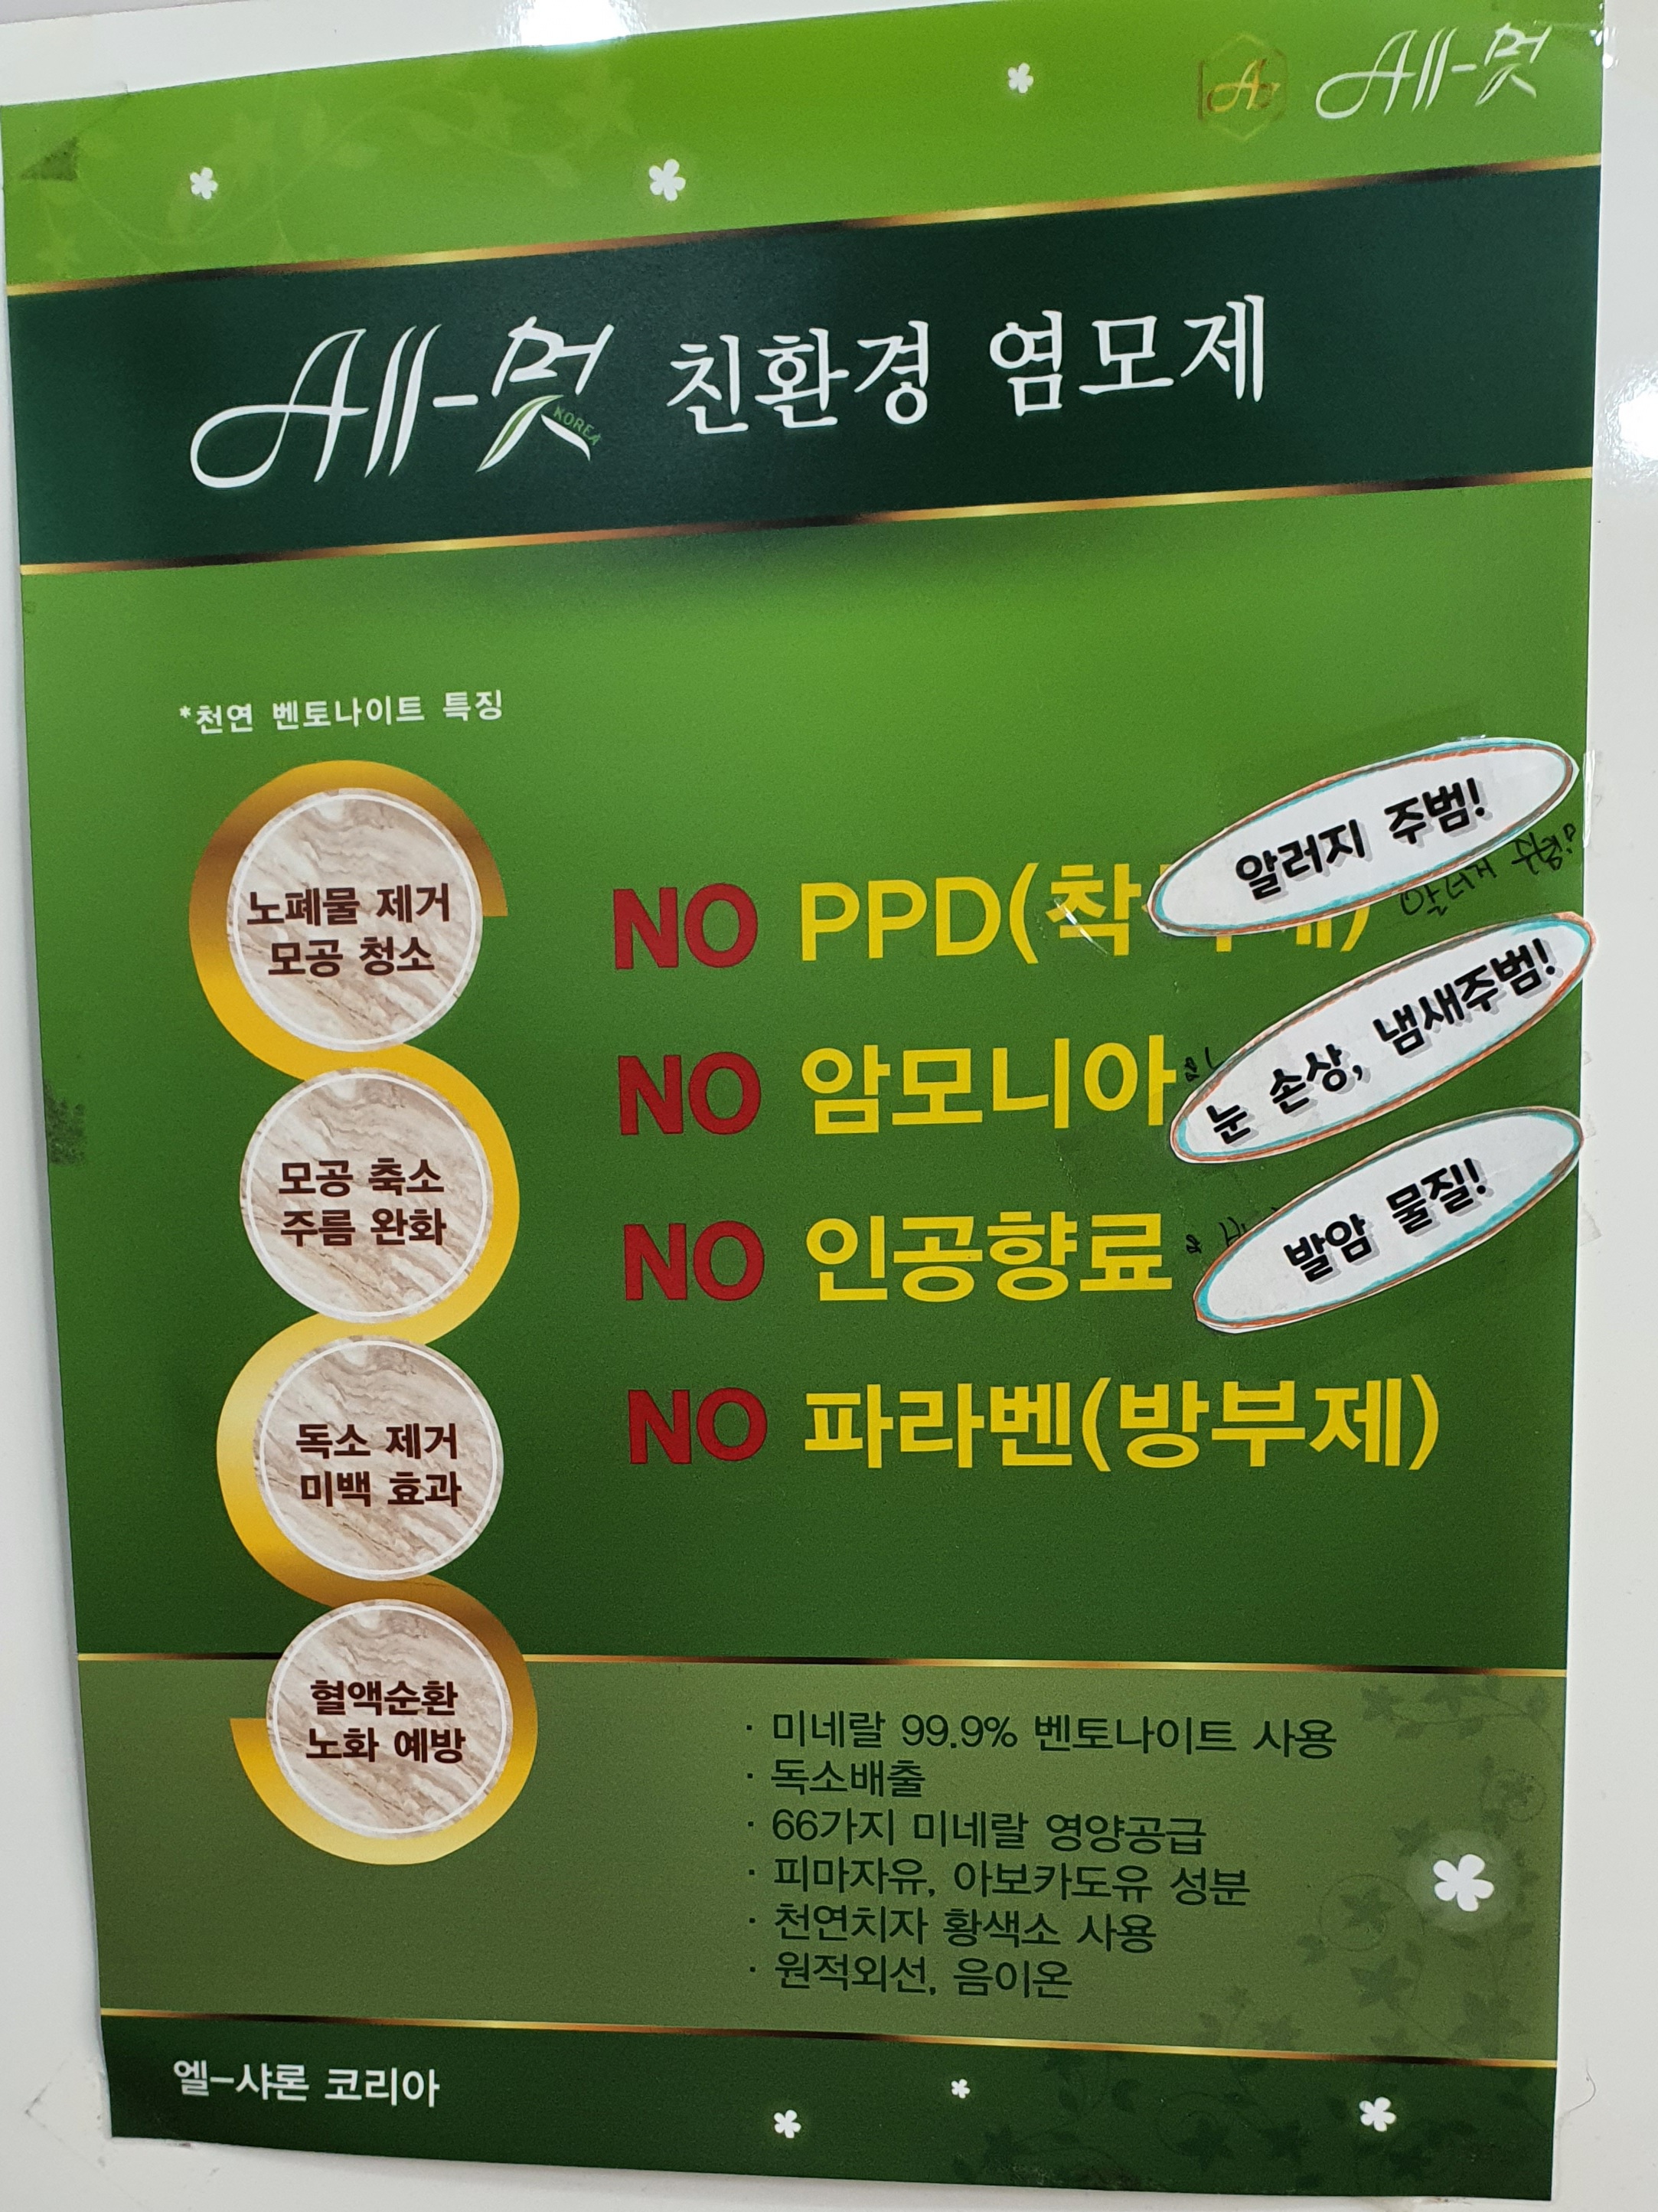 All-멋
All-멋 친환경 염모제
KOREA
*천연 벤토나이트 특징
노폐물 제거
모공 청소
모공 축소
주름 완화
독소 제거
미백 효과
혈액순환
노화 예방
NO PPD(착
알러지 주범!
NO 암모니아
눈 손상, 냄새주범!
NO 인공향료
발암 물질!
NO 파라벤(방부제)
· 미네랄 99.9% 벤토나이트 사용
· 독소배출
· 66가지 미네랄 영양공급
· 피마자유, 아보카도유 성분
· 천연치자 황색소 사용
· 원적외선, 음이온
엘-샤론 코리아